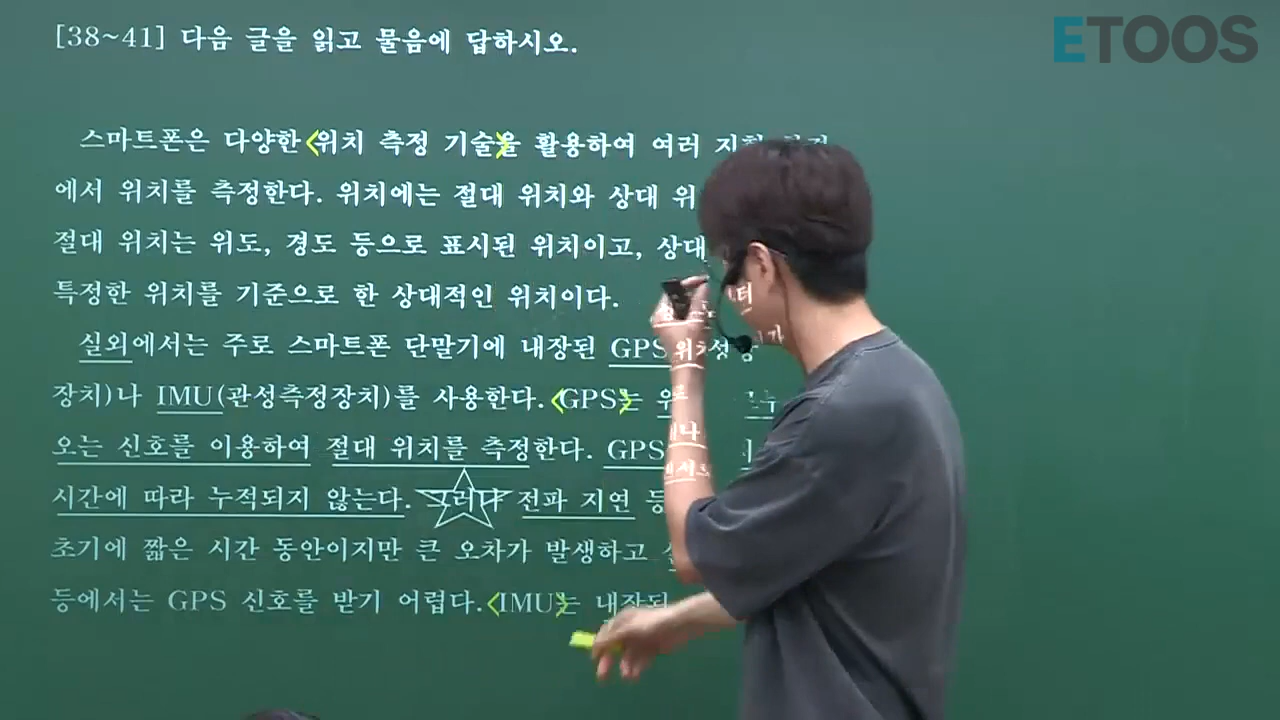 ETOOS
[38~41] 다음 글을 읽고 물음에 답하시오.
스마트폰은 다양한 <위치 측정 기술>을 활용하여 여러
에서 위치를 측정한다. 위치에는 절대 위치와 상대 위
절대 위치는 위도, 경도 등으로 표시된 위치이고, 상대
특정한 위치를 기준으로 한 상대적인 위치이다.
실외에서는 주로 스마트폰 단말기에 내장된 GPS
장치)나 IMU(관성측정장치)를 사용한다. <GPS>는
오는 신호를 이용하여 절대 위치를 측정한다. GPS
시간에 따라 누적되지 않는다. 그러나 전파 지연 등
초기에 짧은 시간 동안이지만 큰 오차가 발생하고
등에서는 GPS 신호를 받기 어렵다. <IMU>는 내장된